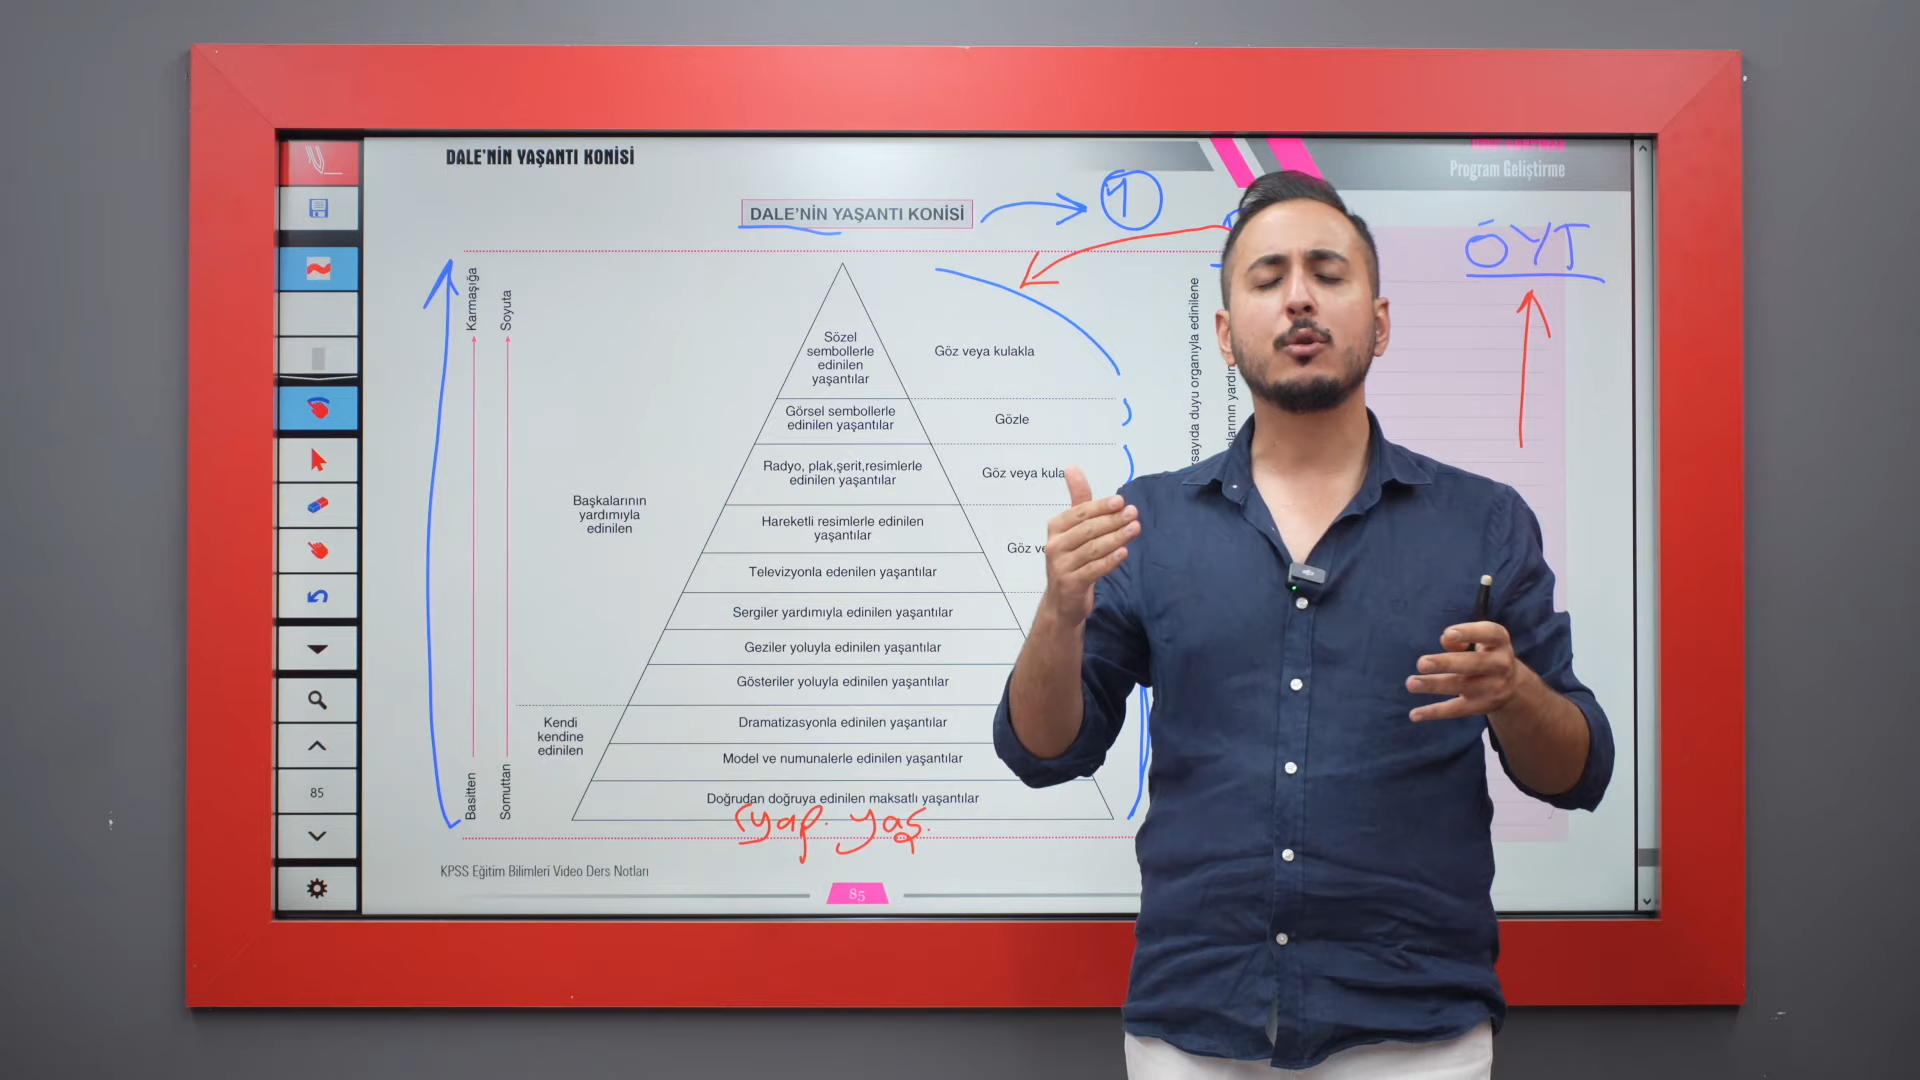 DALE'NİN YAŞANTI KONİSİ
Program Geliştirme
DALE'NİN YAŞANTI KONİSİ
1
ÖYT
Karmaşığa
Soyuta
Basitten
Somuttan
Sözel
sembollerle
edinilen
yaşantılar
Göz veya kulakla
Görsel sembollerle
edinilen yaşantılar
Gözle
Radyo, plak,şerit,resimlerle
edinilen yaşantılar
Göz veya kula
Başkalarının
yardımıyla
edinilen
Hareketli resimlerle edinilen
yaşantılar
Göz ve
Televizyonla edenilen yaşantılar
Sergiler yardımıyla edinilen yaşantılar
Geziler yoluyla edinilen yaşantılar
Gösteriler yoluyla edinilen yaşantılar
Kendi
kendine
edinilen
Dramatizasyonla edinilen yaşantılar
Model ve numunalerle edinilen yaşantılar
Doğrudan doğruya edinilen maksatlı yaşantılar
yap. yaş.
duyu organıyla edinilene
KPSS Eğitim Bilimleri Video Ders Notları
85
85